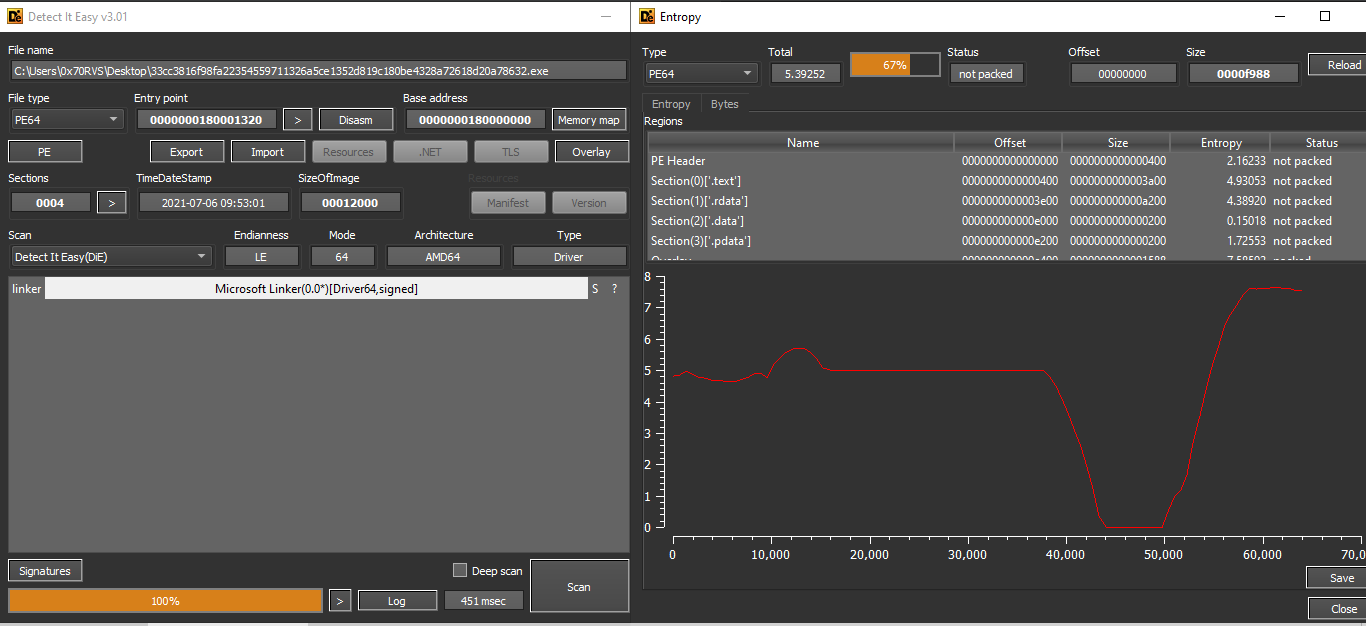 Detect It Easy v3.01
File name
C:\Users\0x70RVS\Desktop\33cc3816f98fa22354559711326a5ce1352d819c180be4328a72618d20a78632.exe
File type Entry point Base address
PE64 0000000180001320 > Disasm 0000000180000000 Memory map
PE Export Import Resources .NET TLS Overlay
Sections TimeDateStamp SizeOfImage Resources
0004 > 2021-07-06 09:53:01 00012000 Manifest Version
Scan Endianness Mode Architecture Type
Detect It Easy(DiE) LE 64 AMD64 Driver
linker Microsoft Linker(0.0*)[Driver64,signed] S ?
Signatures Deep scan Scan
100% > Log 451 msec
Entropy
Type Total Status Offset Size
PE64 5.39252 67% not packed 00000000 0000f988 Reload
Entropy Bytes
Regions
Name Offset Size Entropy Status
PE Header 0000000000000000 0000000000000400 2.16233 not packed
Section(0)['.text'] 0000000000000400 0000000000003a00 4.93053 not packed
Section(1)['.rdata'] 0000000000003e00 000000000000a200 4.38920 not packed
Section(2)['.data'] 000000000000e000 0000000000000200 0.15018 not packed
Section(3)['.pdata'] 000000000000e200 0000000000000200 1.72553 not packed
Overlay 000000000000e400 0000000000001588 7.58592 packed
8
7
6
5
4
3
2
1
0
0 10,000 20,000 30,000 40,000 50,000 60,000 70,0
Save
Close